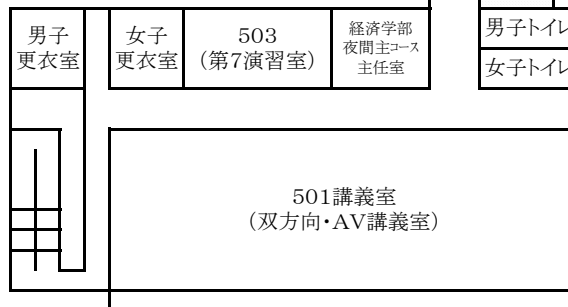 男子
更衣室
女子
更衣室
503
（第7演習室）
経済学部
夜間主コース
主任室
男子トイレ
女子トイレ
501講義室
（双方向・AV講義室）